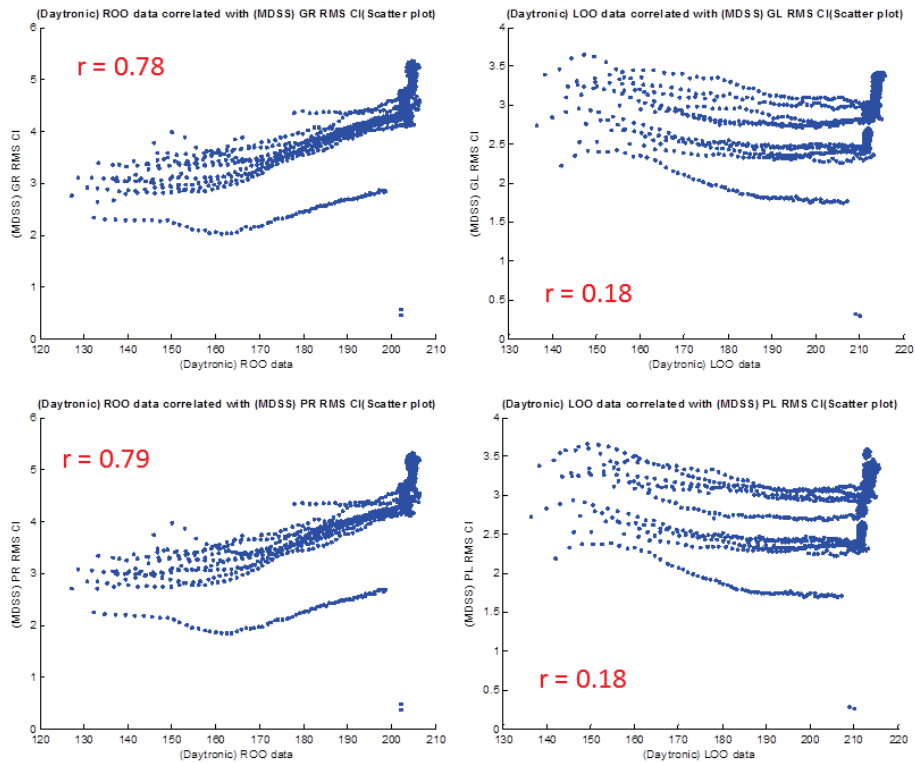 (Daytronic) ROO data correlated with (MDSS) GR RMS CI(Scatter plot)
6
5
4
3
2
1
0
(MDSS) GR RMS CI
r = 0.78
120 130 140 150 160 170 180 190 200 210
(Daytronic) ROO data
(Daytronic) LOO data correlated with (MDSS) GL RMS CI(Scatter plot)
4
3.5
3
2.5
2
1.5
1
0.5
0
(MDSS) GL RMS CI
r = 0.18
130 140 150 160 170 180 190 200 210 220
(Daytronic) LOO data
(Daytronic) ROO data correlated with (MDSS) PR RMS CI(Scatter plot)
6
5
4
3
2
1
0
(MDSS) PR RMS CI
r = 0.79
120 130 140 150 160 170 180 190 200 210
(Daytronic) ROO data
(Daytronic) LOO data correlated with (MDSS) PL RMS CI(Scatter plot)
4
3.5
3
2.5
2
1.5
1
0.5
0
(MDSS) PL RMS CI
r = 0.18
130 140 150 160 170 180 190 200 210 220
(Daytronic) LOO data